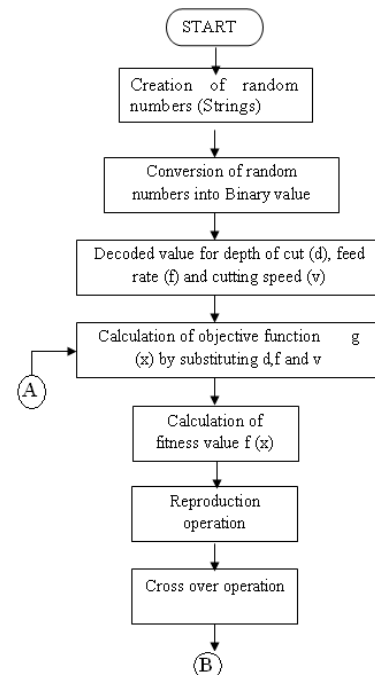 START
Creation of random
numbers (Strings)
Conversion of random
numbers into Binary value
Decoded value for depth of cut (d), feed
rate (f) and cutting speed (v)
Calculation of objective function g
(x) by substituting d,f and v
A
Calculation of
fitness value f (x)
Reproduction
operation
Cross over operation
B